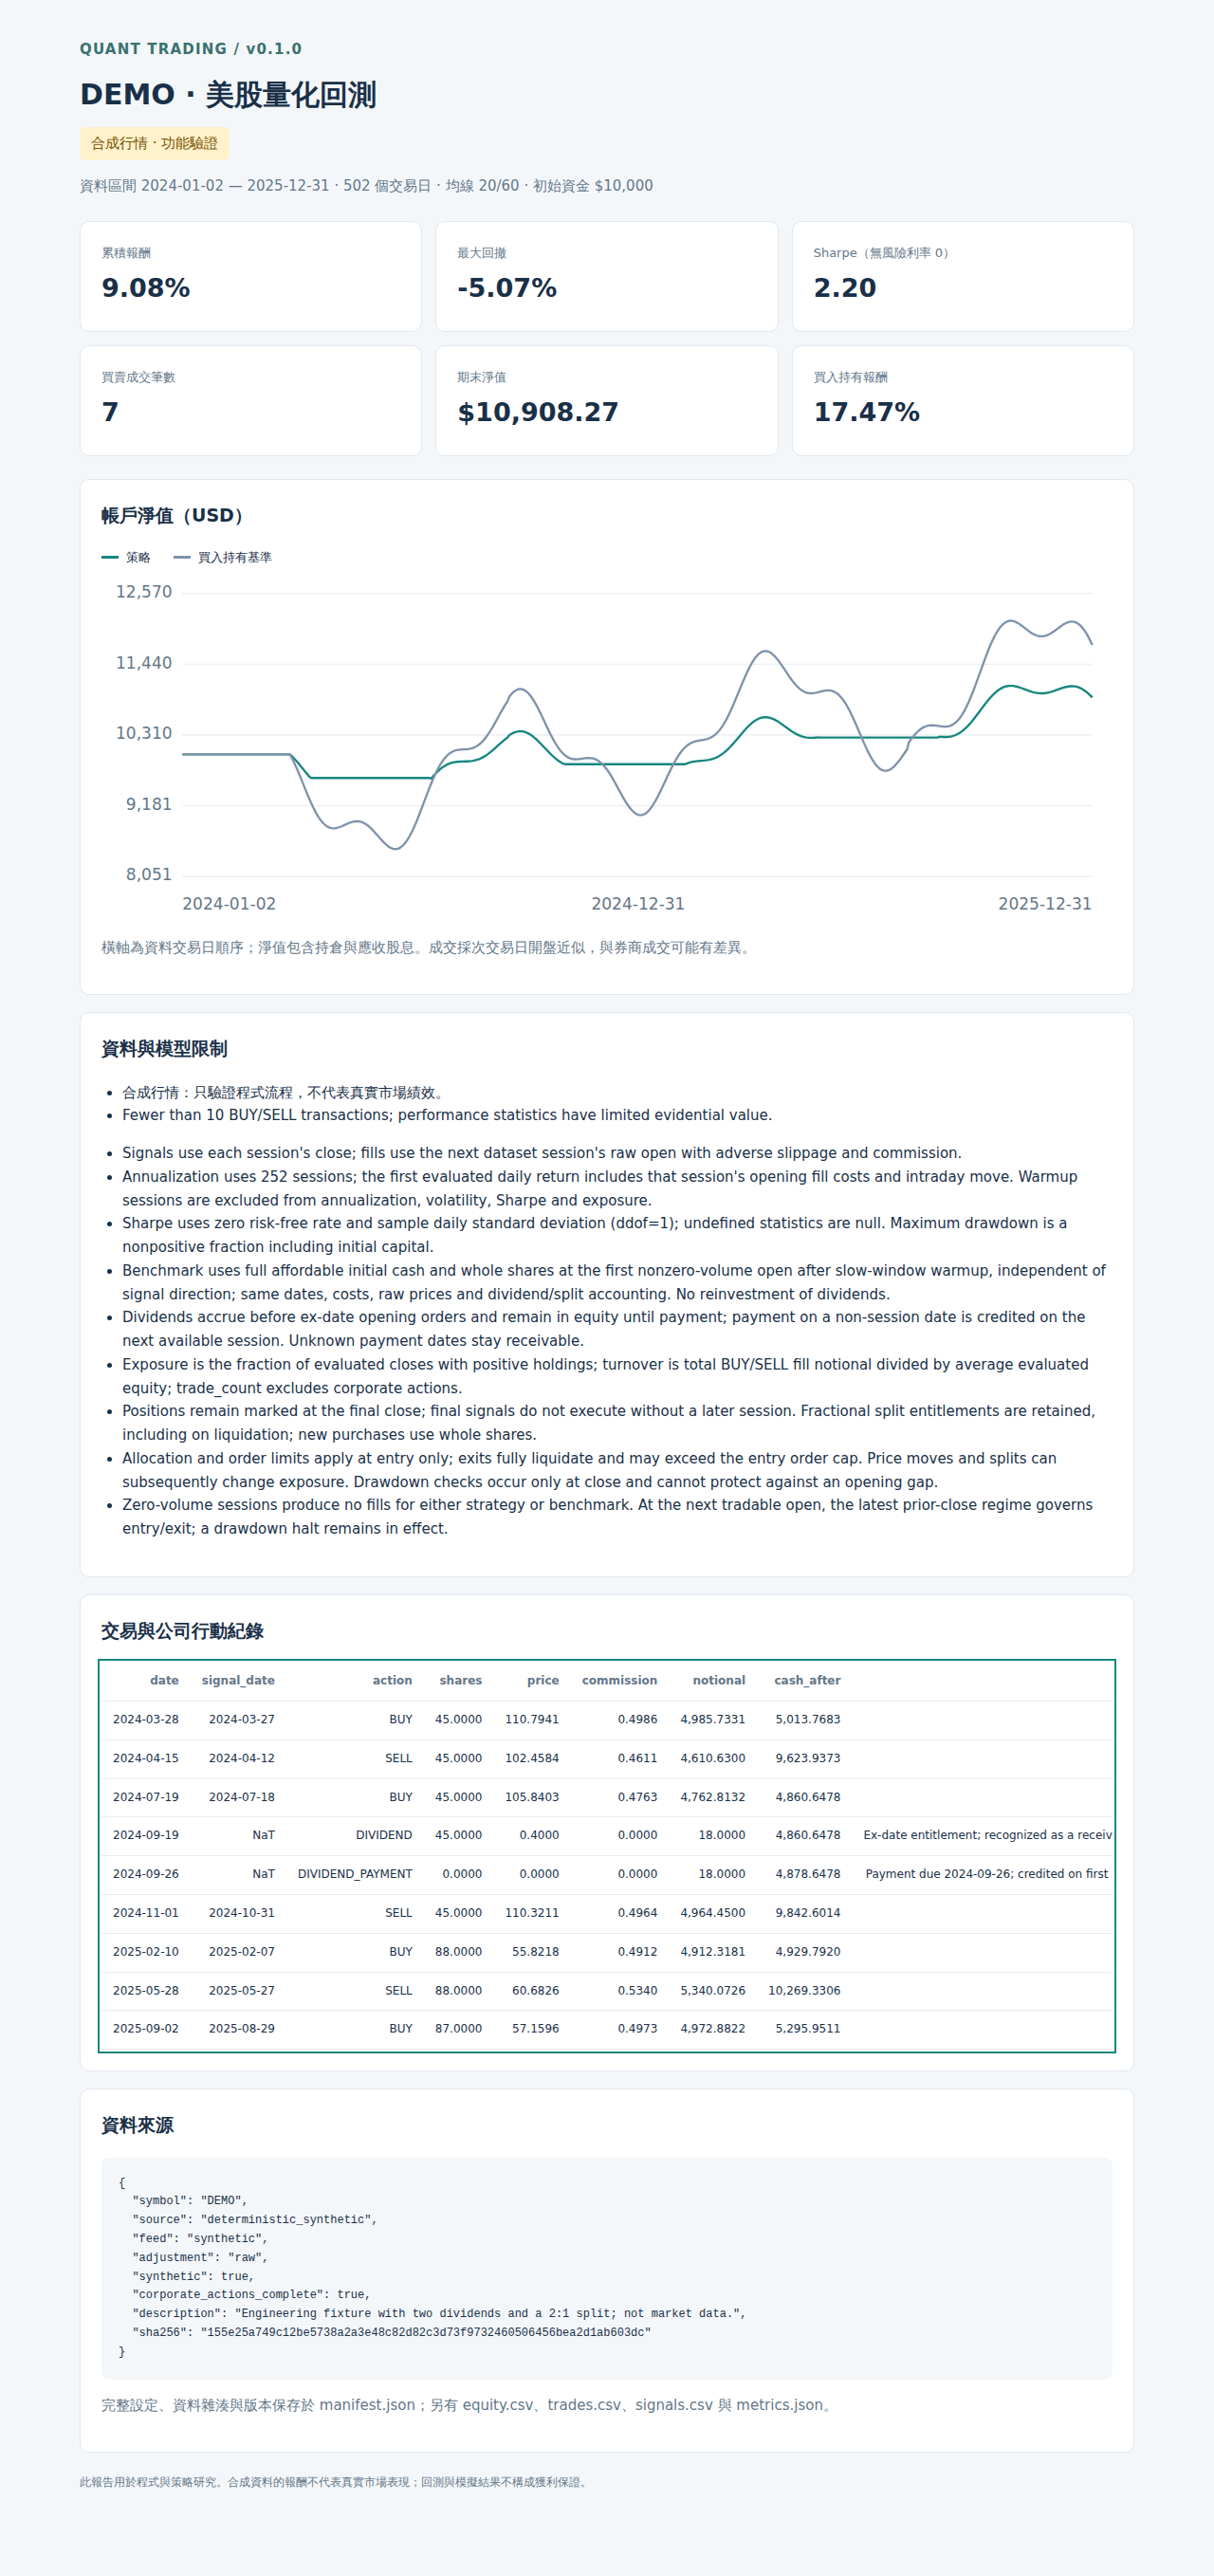 QUANT TRADING / v0.1.0
DEMO · 美股量化回測
合成行情 · 功能驗證
資料區間 2024-01-02 — 2025-12-31 · 502 個交易日 · 均線 20/60 · 初始資金 $10,000
累積報酬
9.08%
最大回撤
-5.07%
Sharpe（無風險利率 0）
2.20
買賣成交筆數
7
期末淨值
$10,908.27
買入持有報酬
17.47%
帳戶淨值（USD）
策略 買入持有基準
12,570
11,440
10,310
9,181
8,051
2024-01-02 2024-12-31 2025-12-31
橫軸為資料交易日順序；淨值包含持倉與應收股息。成交採次交易日開盤近似，與券商成交可能有差異。
資料與模型限制
• 合成行情：只驗證程式流程，不代表真實市場績效。
• Fewer than 10 BUY/SELL transactions; performance statistics have limited evidential value.
• Signals use each session's close; fills use the next dataset session's raw open with adverse slippage and commission.
• Annualization uses 252 sessions; the first evaluated daily return includes that session's opening fill costs and intraday move. Warmup
sessions are excluded from annualization, volatility, Sharpe and exposure.
• Sharpe uses zero risk-free rate and sample daily standard deviation (ddof=1); undefined statistics are null. Maximum drawdown is a
nonpositive fraction including initial capital.
• Benchmark uses full affordable initial cash and whole shares at the first nonzero-volume open after slow-window warmup, independent of
signal direction; same dates, costs, raw prices and dividend/split accounting. No reinvestment of dividends.
• Dividends accrue before ex-date opening orders and remain in equity until payment; payment on a non-session date is credited on the
next available session. Unknown payment dates stay receivable.
• Exposure is the fraction of evaluated closes with positive holdings; turnover is total BUY/SELL fill notional divided by average evaluated
equity; trade_count excludes corporate actions.
• Positions remain marked at the final close; final signals do not execute without a later session. Fractional split entitlements are retained,
including on liquidation; new purchases use whole shares.
• Allocation and order limits apply at entry only; exits fully liquidate and may exceed the entry order cap. Price moves and splits can
subsequently change exposure. Drawdown checks occur only at close and cannot protect against an opening gap.
• Zero-volume sessions produce no fills for either strategy or benchmark. At the next tradable open, the latest prior-close regime governs
entry/exit; a drawdown halt remains in effect.
交易與公司行動紀錄
date signal_date action shares price commission notional cash_after
2024-03-28 2024-03-27 BUY 45.0000 110.7941 0.4986 4,985.7331 5,013.7683
2024-04-15 2024-04-12 SELL 45.0000 102.4584 0.4611 4,610.6300 9,623.9373
2024-07-19 2024-07-18 BUY 45.0000 105.8403 0.4763 4,762.8132 4,860.6478
2024-09-19 NaT DIVIDEND 45.0000 0.4000 0.0000 18.0000 4,860.6478 Ex-date entitlement; recognized as a receiv
2024-09-26 NaT DIVIDEND_PAYMENT 0.0000 0.0000 0.0000 18.0000 4,878.6478 Payment due 2024-09-26; credited on first
2024-11-01 2024-10-31 SELL 45.0000 110.3211 0.4964 4,964.4500 9,842.6014
2025-02-10 2025-02-07 BUY 88.0000 55.8218 0.4912 4,912.3181 4,929.7920
2025-05-28 2025-05-27 SELL 88.0000 60.6826 0.5340 5,340.0726 10,269.3306
2025-09-02 2025-08-29 BUY 87.0000 57.1596 0.4973 4,972.8822 5,295.9511
資料來源
{
"symbol": "DEMO",
"source": "deterministic_synthetic",
"feed": "synthetic",
"adjustment": "raw",
"synthetic": true,
"corporate_actions_complete": true,
"description": "Engineering fixture with two dividends and a 2:1 split; not market data.",
"sha256": "155e25a749c12be5738a2a3e48c82d82c3d73f9732460506456bea2d1ab603dc"
}
完整設定、資料雜湊與版本保存於 manifest.json；另有 equity.csv、trades.csv、signals.csv 與 metrics.json。
此報告用於程式與策略研究。合成資料的報酬不代表真實市場表現；回測與模擬結果不構成獲利保證。